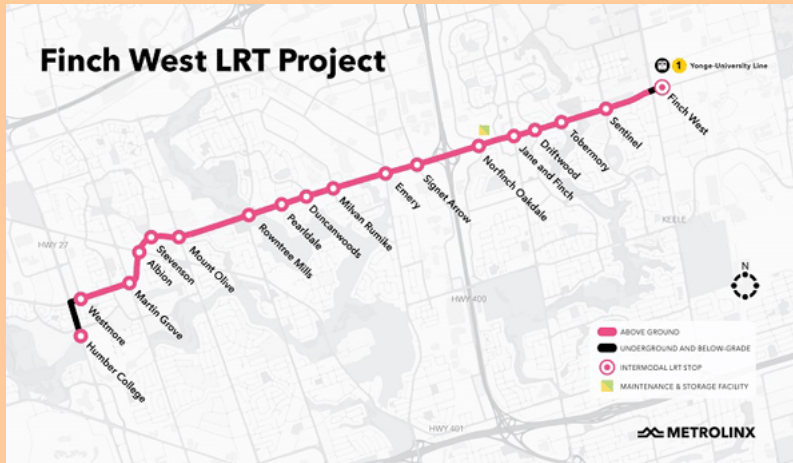 Finch West LRT Project
1 Yonge-University Line
Finch West
Sentinel
Tobermory
Driftwood
Jane and Finch
Norfinch Oakdale
Signet Arrow
Emery
Milvan Rumike
Duncanwoods
Pearldale
Rowntree Mills
Mount Olive
Stevenson
Albion
Martin Grove
Westmore
Humber College
HWY 27
KEELE
HWY 400
HWY 401
N
ABOVE GROUND
UNDERGROUND AND BELOW-GRADE
INTERMODAL LRT STOP
MAINTENANCE & STORAGE FACILITY
METROLINX